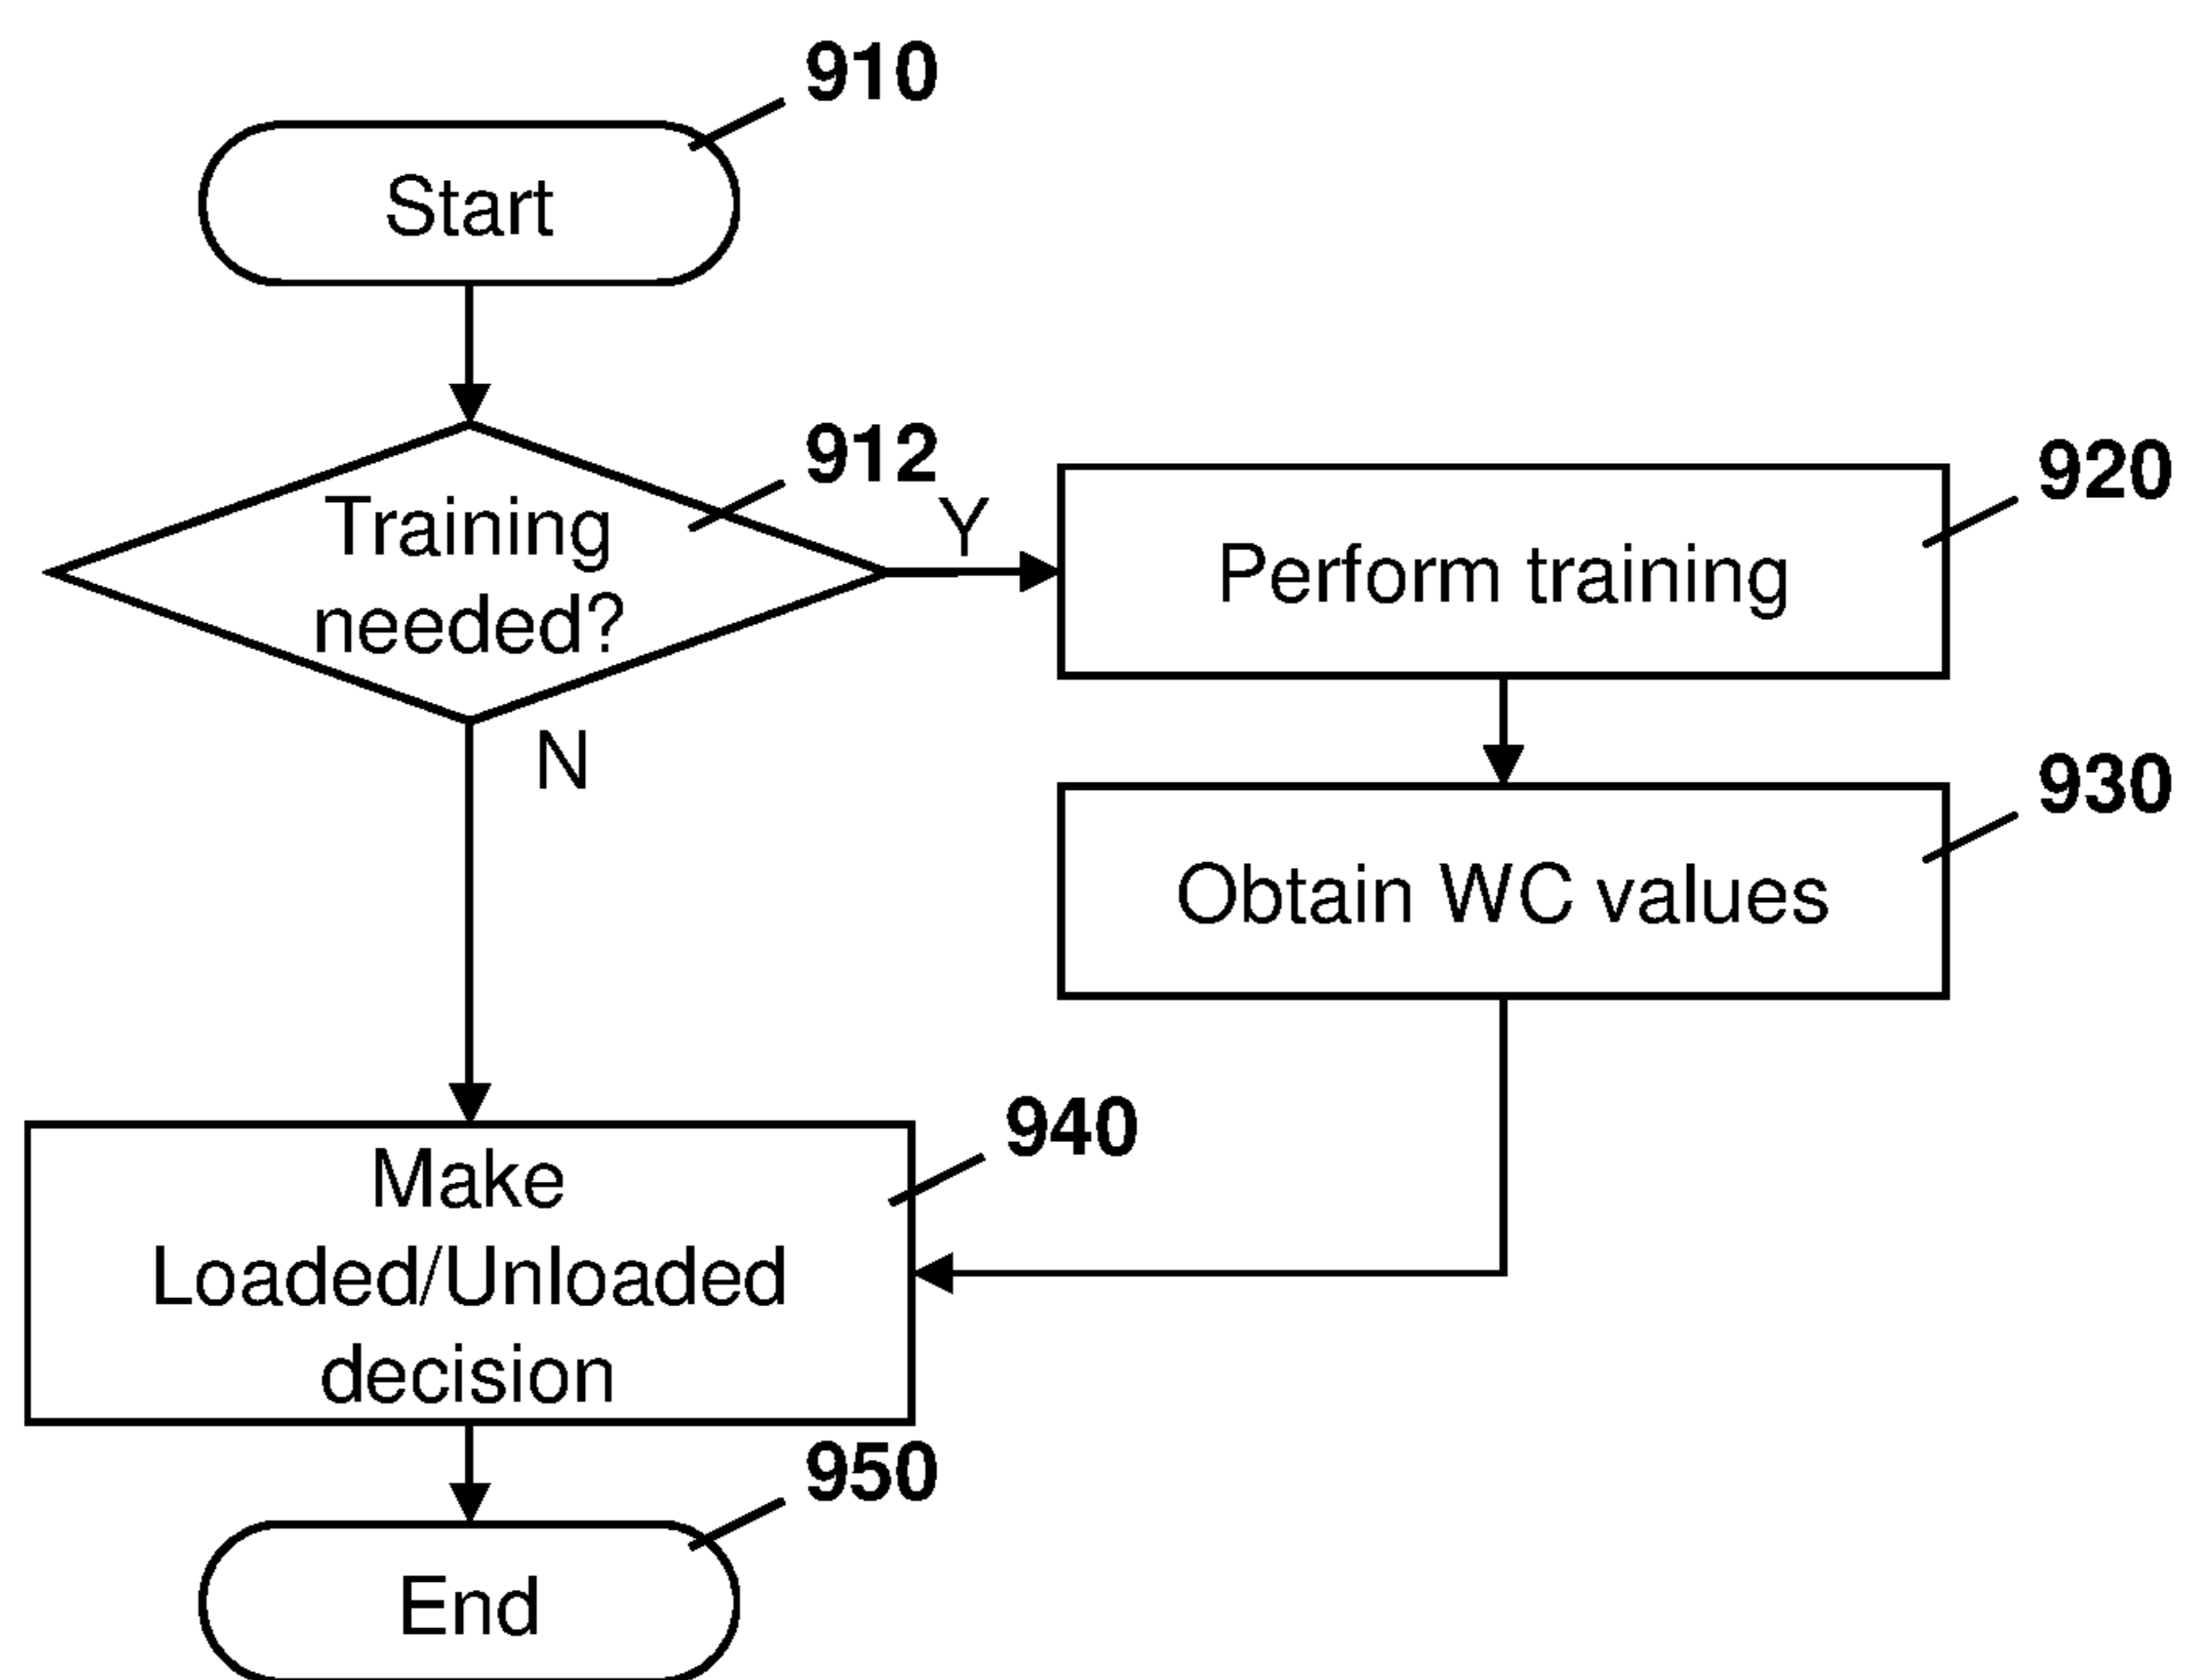 910
Start
912
Training
needed?
Y
N
920
Perform training
930
Obtain WC values
940
Make
Loaded/Unloaded
decision
950
End